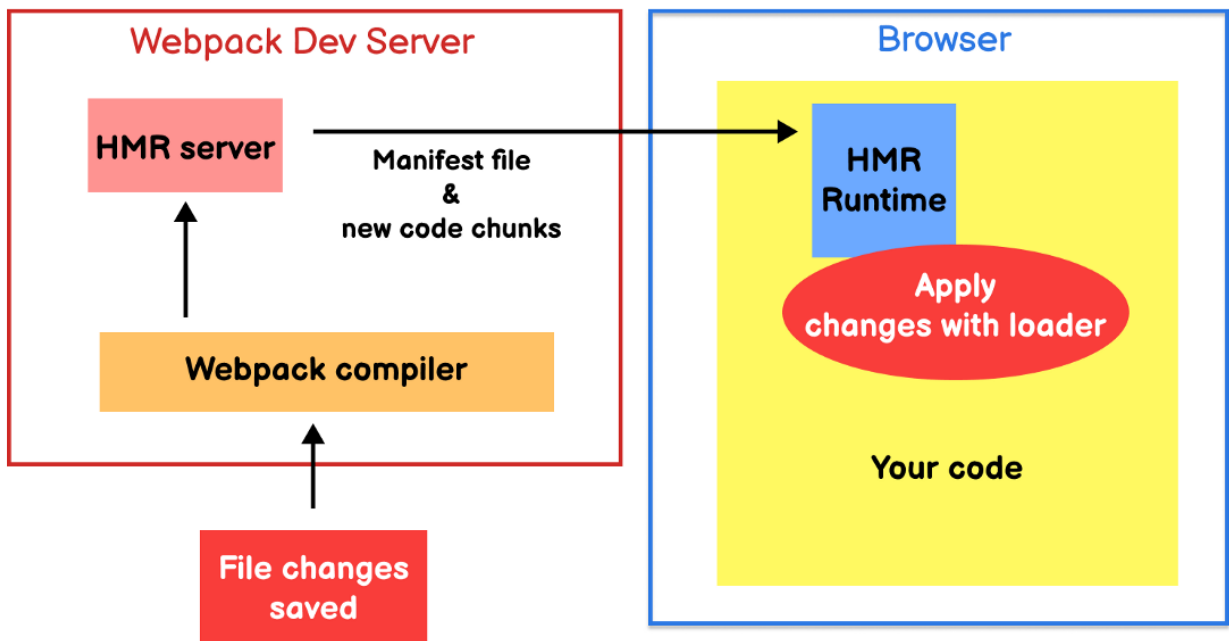 Webpack Dev Server
HMR server
Manifest file
&
new code chunks
Webpack compiler
File changes
saved
Browser
HMR
Runtime
Apply
changes with loader
Your code